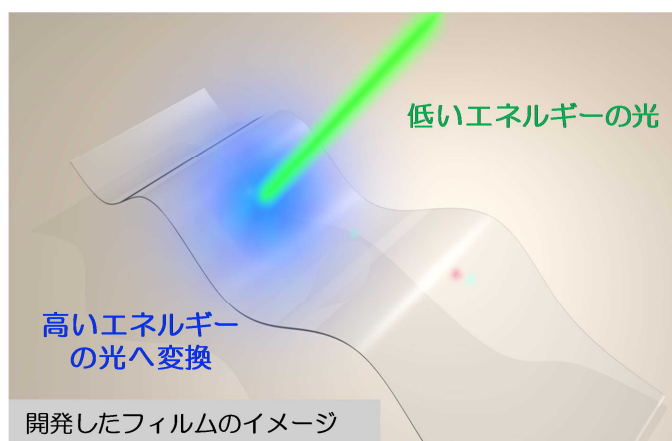 低いエネルギーの光
高いエネルギー
の光へ変換
開発したフィルムのイメージ